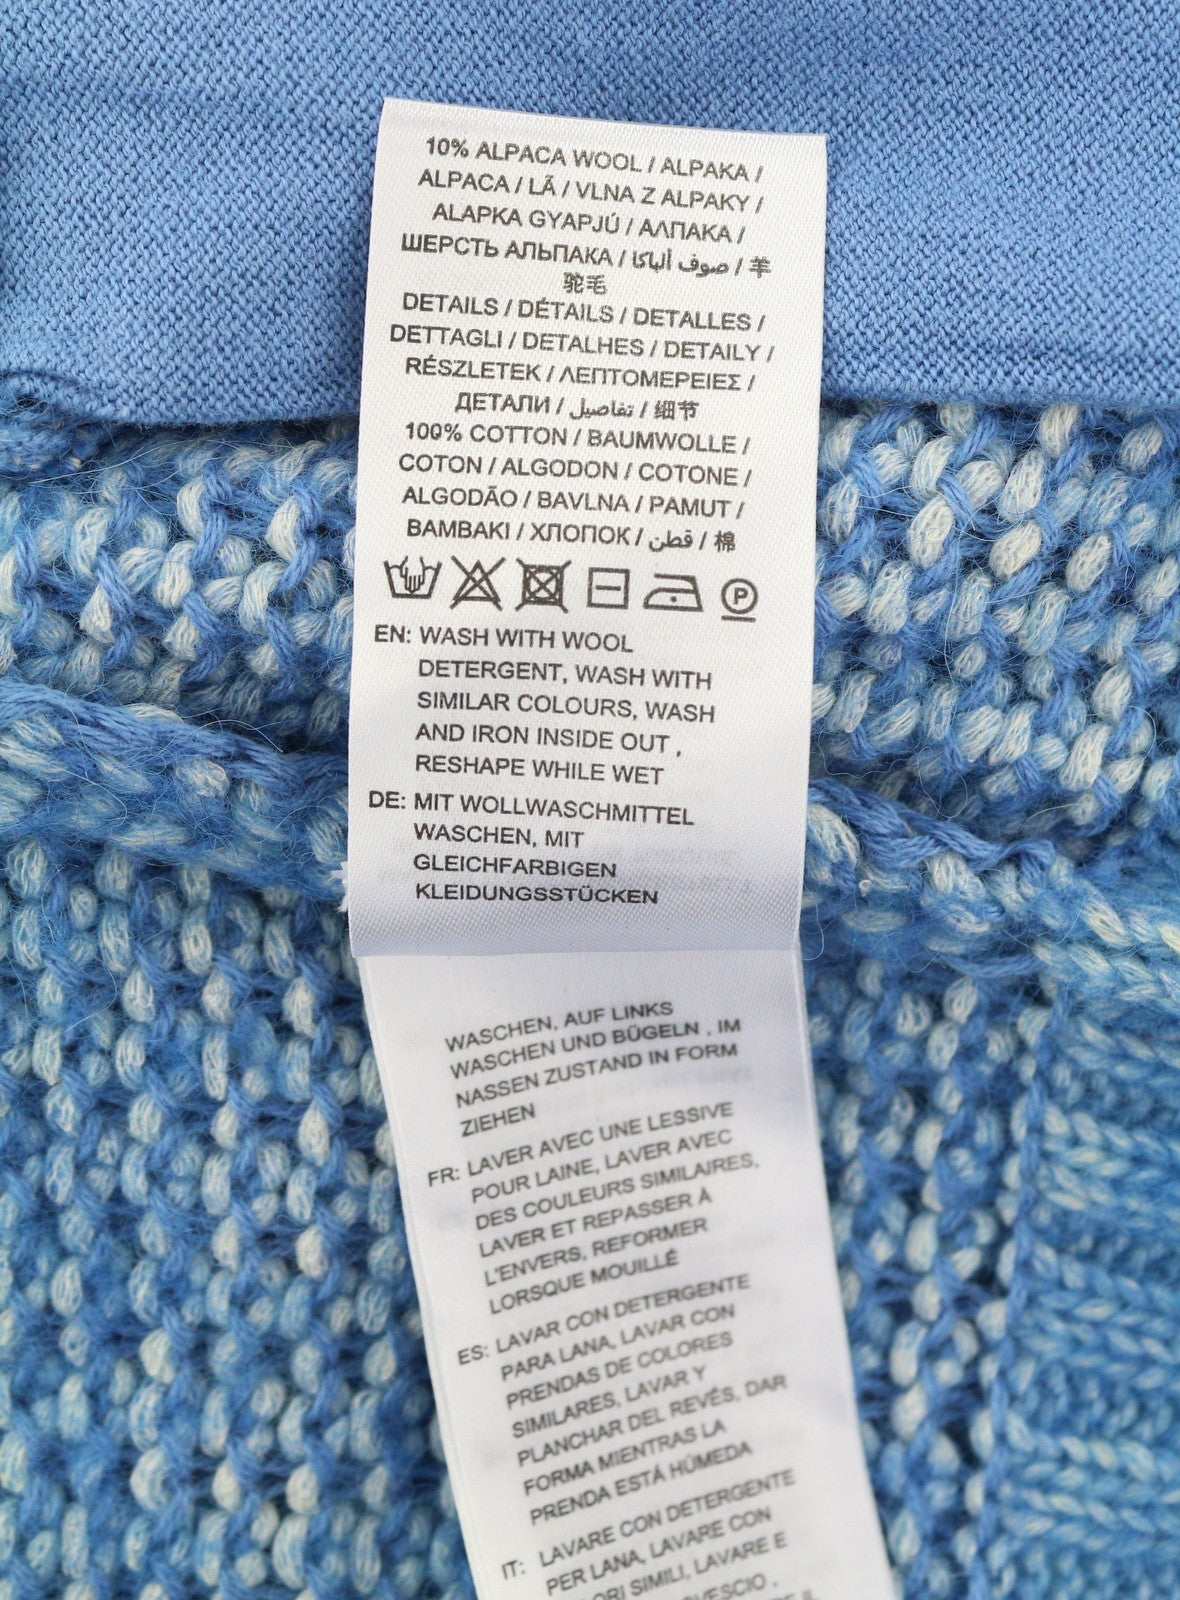 10% ALPACA WOOL / ALPAKA /
ALPACA / LÃ / VLNA Z ALPAKY /
ALAPKA GYAPJÚ / ΑΛΠΑΚΑ /
ШЕРСТЬ АЛЬПАКА / صوف ألباكا / 羊
驼毛
DETAILS / DÉTAILS / DETALLES /
DETTAGLI / DETALHES / DETAILY /
RÉSZLETEK / ΛΕΠΤΟΜΕΡΕΙΕΣ /
ДЕТАЛИ / تفاصيل / 细节
100% COTTON / BAUMWOLLE /
COTON / ALGODON / COTONE /
ALGODÃO / BAVLNA / PAMUT /
BAMBAKI / ХЛОПОК / قطن / 棉
P
EN: WASH WITH WOOL
DETERGENT, WASH WITH
SIMILAR COLOURS, WASH
AND IRON INSIDE OUT ,
RESHAPE WHILE WET
DE: MIT WOLLWASCHMITTEL
WASCHEN, MIT
GLEICHFARBIGEN
KLEIDUNGSSTÜCKEN
WASCHEN, AUF LINKS
WASCHEN UND BÜGELN , IM
NASSEN ZUSTAND IN FORM
ZIEHEN
FR: LAVER AVEC UNE LESSIVE
POUR LAINE, LAVER AVEC
DES COULEURS SIMILAIRES,
LAVER ET REPASSER À
L'ENVERS, REFORMER
LORSQUE MOUILLÉ
ES: LAVAR CON DETERGENTE
PARA LANA, LAVAR CON
PRENDAS DE COLORES
SIMILARES, LAVAR Y
PLANCHAR DEL REVÉS, DAR
FORMA MIENTRAS LA
PRENDA ESTÁ HÚMEDA
IT: LAVARE CON DETERGENTE
PER LANA, LAVARE CON
SIMILI, LAVARE E